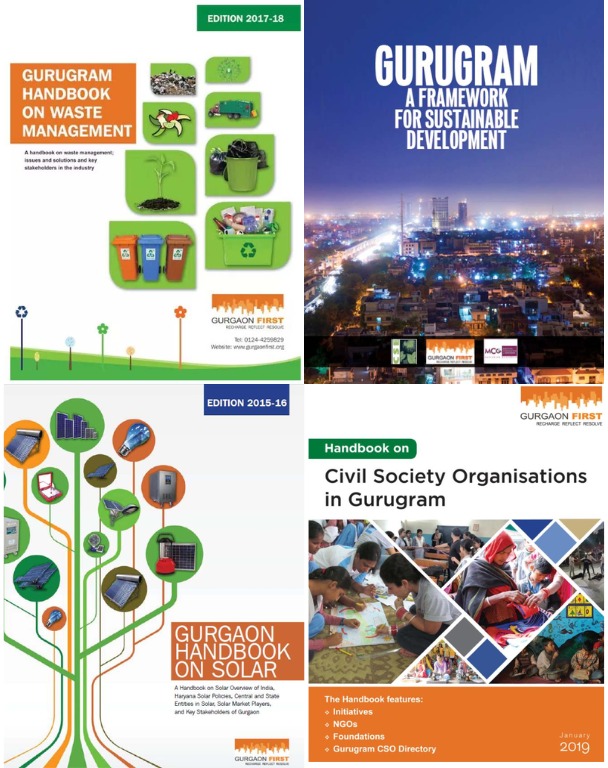 EDITION 2017-18
GURUGRAM
HANDBOOK
ON WASTE
MANAGEMENT
A handbook on waste management;
issues and solutions and key
stakeholders in the industry
GURGAON FIRST
RECHARGE REFLECT RESOLVE
Tel: 0124-4259829
Website: www.gurgaonfirst.org
GURUGRAM
A FRAMEWORK
FOR SUSTAINABLE
DEVELOPMENT
GURGAON FIRST
MCG
EDITION 2015-16
GURGAON
HANDBOOK
ON SOLAR
A Handbook on Solar Overview of India,
Haryana Solar Policies, Central and State
Entities in Solar, Solar Market Players,
and Key Stakeholders of Gurgaon
GURGAON FIRST
RECHARGE REFLECT RESOLVE
GURGAON FIRST
RECHARGE REFLECT RESOLVE
Handbook on
Civil Society Organisations
in Gurugram
The Handbook features:
Initiatives
NGOs
Foundations
Gurugram CSO Directory
January
2019